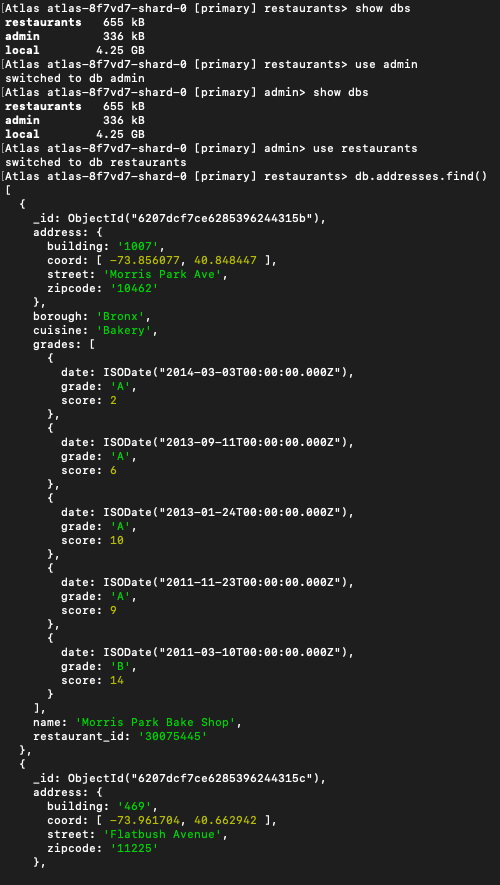 [Atlas atlas-8f7vd7-shard-0 [primary] restaurants> show dbs
restaurants   655 kB
admin         336 kB
local        4.25 GB
[Atlas atlas-8f7vd7-shard-0 [primary] restaurants> use admin
switched to db admin
[Atlas atlas-8f7vd7-shard-0 [primary] admin> show dbs
restaurants   655 kB
admin         336 kB
local        4.25 GB
[Atlas atlas-8f7vd7-shard-0 [primary] admin> use restaurants
switched to db restaurants
[Atlas atlas-8f7vd7-shard-0 [primary] restaurants> db.addresses.find()
[
  {
    _id: ObjectId("6207dcf7ce6285396244315b"),
    address: {
      building: '1007',
      coord: [ -73.856077, 40.848447 ],
      street: 'Morris Park Ave',
      zipcode: '10462'
    },
    borough: 'Bronx',
    cuisine: 'Bakery',
    grades: [
      {
        date: ISODate("2014-03-03T00:00:00.000Z"),
        grade: 'A',
        score: 2
      },
      {
        date: ISODate("2013-09-11T00:00:00.000Z"),
        grade: 'A',
        score: 6
      },
      {
        date: ISODate("2013-01-24T00:00:00.000Z"),
        grade: 'A',
        score: 10
      },
      {
        date: ISODate("2011-11-23T00:00:00.000Z"),
        grade: 'A',
        score: 9
      },
      {
        date: ISODate("2011-03-10T00:00:00.000Z"),
        grade: 'B',
        score: 14
      }
    ],
    name: 'Morris Park Bake Shop',
    restaurant_id: '30075445'
  },
  {
    _id: ObjectId("6207dcf7ce6285396244315c"),
    address: {
      building: '469',
      coord: [ -73.961704, 40.662942 ],
      street: 'Flatbush Avenue',
      zipcode: '11225'
    },